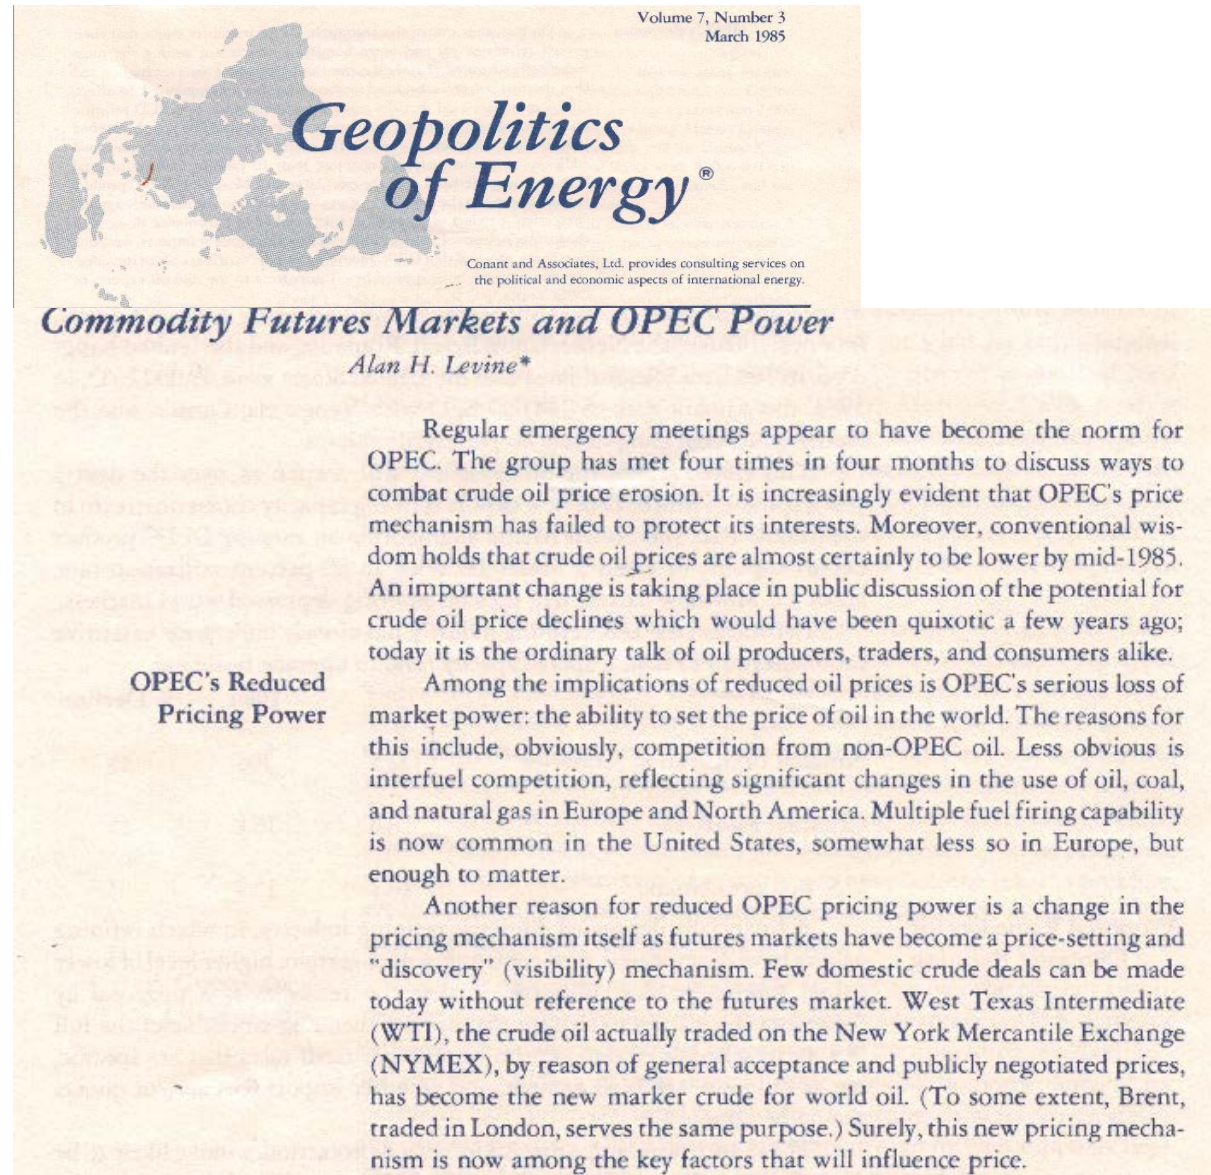 Volume 7, Number 3
March 1985
Geopolitics
of Energy®
Conant and Associates, Ltd. provides consulting services on
the political and economic aspects of international energy.
Commodity Futures Markets and OPEC Power
Alan H. Levine*
Regular emergency meetings appear to have become the norm for
OPEC. The group has met four times in four months to discuss ways to
combat crude oil price erosion. It is increasingly evident that OPEC's price
mechanism has failed to protect its interests. Moreover, conventional wis-
dom holds that crude oil prices are almost certainly to be lower by mid-1985.
An important change is taking place in public discussion of the potential for
crude oil price declines which would have been quixotic a few years ago;
today it is the ordinary talk of oil producers, traders, and consumers alike.
OPEC's Reduced
Pricing Power
Among the implications of reduced oil prices is OPEC's serious loss of
market power: the ability to set the price of oil in the world. The reasons for
this include, obviously, competition from non-OPEC oil. Less obvious is
interfuel competition, reflecting significant changes in the use of oil, coal,
and natural gas in Europe and North America. Multiple fuel firing capability
is now common in the United States, somewhat less so in Europe, but
enough to matter.
Another reason for reduced OPEC pricing power is a change in the
pricing mechanism itself as futures markets have become a price-setting and
"discovery" (visibility) mechanism. Few domestic crude deals can be made
today without reference to the futures market. West Texas Intermediate
(WTI), the crude oil actually traded on the New York Mercantile Exchange
(NYMEX), by reason of general acceptance and publicly negotiated prices,
has become the new marker crude for world oil. (To some extent, Brent,
traded in London, serves the same purpose.) Surely, this new pricing mecha-
nism is now among the key factors that will influence price.